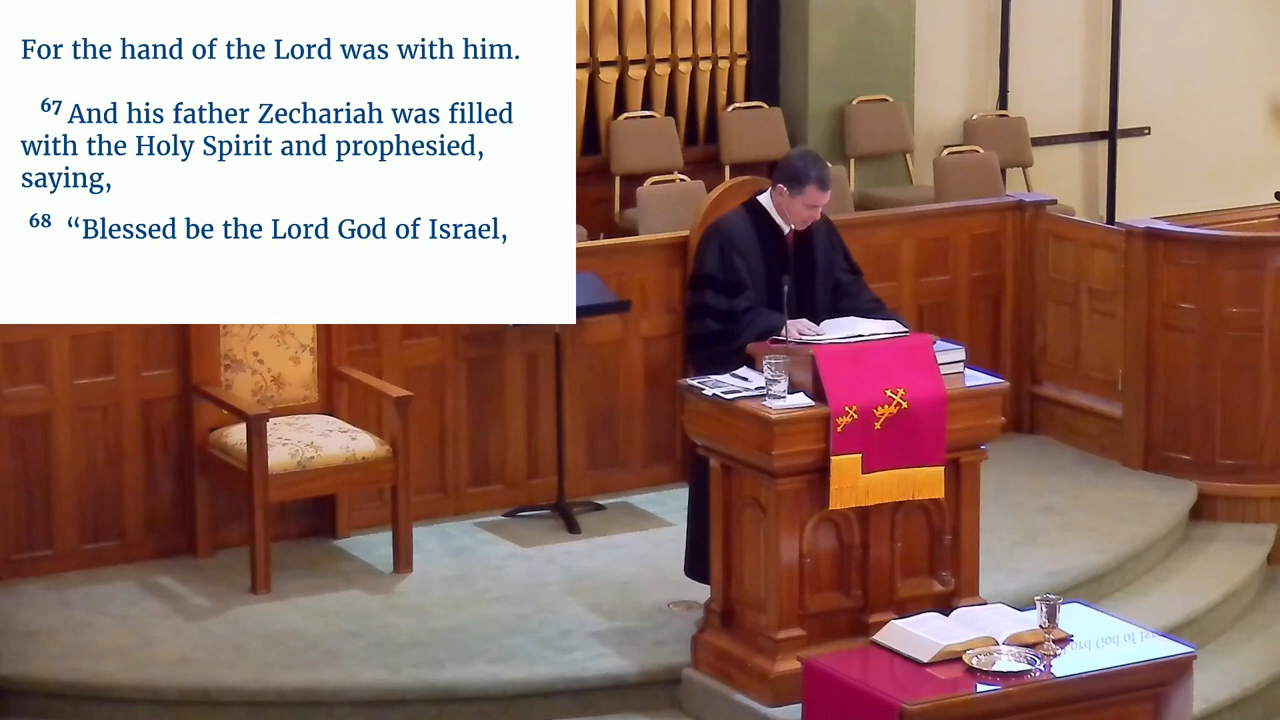 For the hand of the Lord was with him.
67 And his father Zechariah was filled
with the Holy Spirit and prophesied,
saying,
68 “Blessed be the Lord God of Israel,